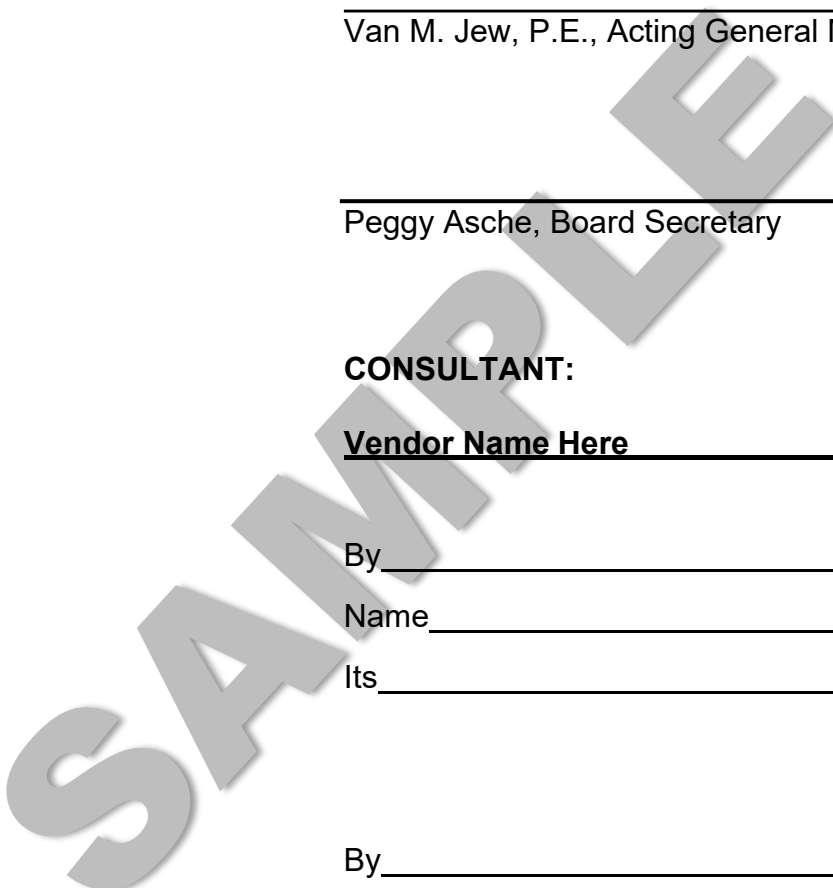 Van M. Jew, P.E., Acting General
Peggy Asche, Board Secretary
CONSULTANT:
Vendor Name Here
By
Name
Its
By
SAMPLE